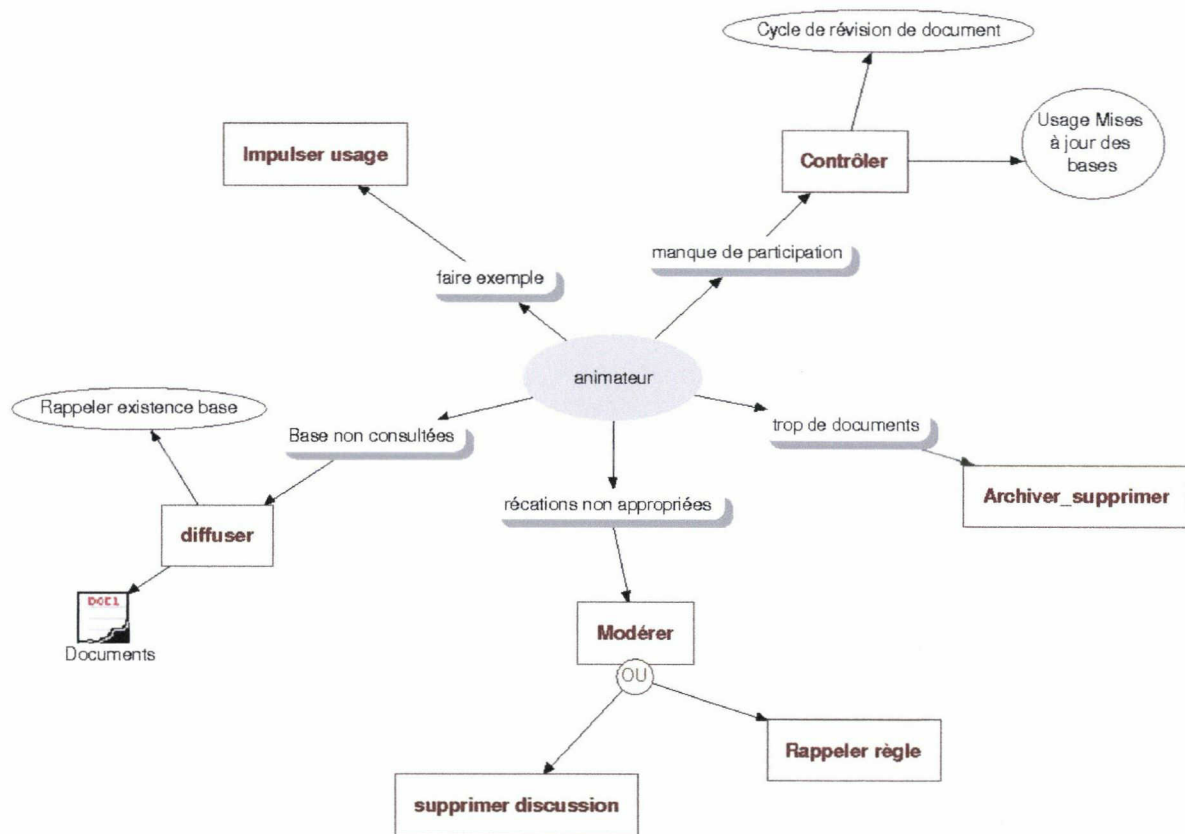 Cycle de révision de document
Usage Mises
à jour des
bases
Impulser usage
Contrôler
manque de participation
faire exemple
animateur
Rappeler existence base
Base non consultées
trop de documents
Archiver_supprimer
récations non appropriées
diffuser
DOC1
Documents
Modérer
OU
Rappeler règle
supprimer discussion